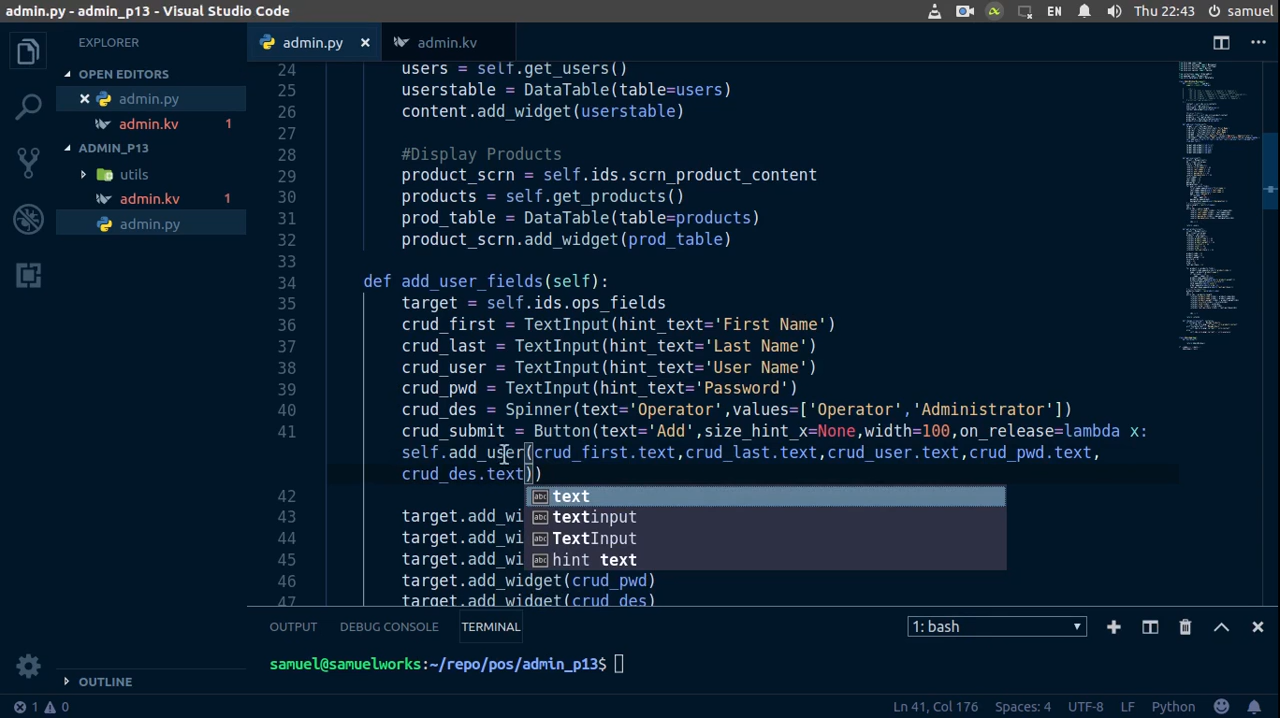 admin.py - admin_p13 - Visual Studio Code
EN
Thu 22:43
samuel
EXPLORER
admin.py
admin.kv
OPEN EDITORS
admin.py
admin.kv 1
ADMIN_P13
utils
admin.kv 1
admin.py
24 users = self.get_users()
25 userstable = DataTable(table=users)
26 content.add_widget(userstable)
27
28 #Display Products
29 product_scrn = self.ids.scrn_product_content
30 products = self.get_products()
31 prod_table = DataTable(table=products)
32 product_scrn.add_widget(prod_table)
33
34 def add_user_fields(self):
35 target = self.ids.ops_fields
36 crud_first = TextInput(hint_text='First Name')
37 crud_last = TextInput(hint_text='Last Name')
38 crud_user = TextInput(hint_text='User Name')
39 crud_pwd = TextInput(hint_text='Password')
40 crud_des = Spinner(text='Operator',values=['Operator','Administrator'])
41 crud_submit = Button(text='Add',size_hint_x=None,width=100,on_release=lambda x:
self.add_user(crud_first.text,crud_last.text,crud_user.text,crud_pwd.text,
crud_des.text))
42
text
textinput
TextInput
hint text
43 target.add_wi
44 target.add_wi
45 target.add_wi
46 target.add_widget(crud_pwd)
47 target.add_widget(crud_des)
OUTPUT
DEBUG CONSOLE
TERMINAL
1: bash
samuel@samuelworks:~/repo/pos/admin_p13$
OUTLINE
1 0
Ln 41, Col 176
Spaces: 4
UTF-8
LF
Python